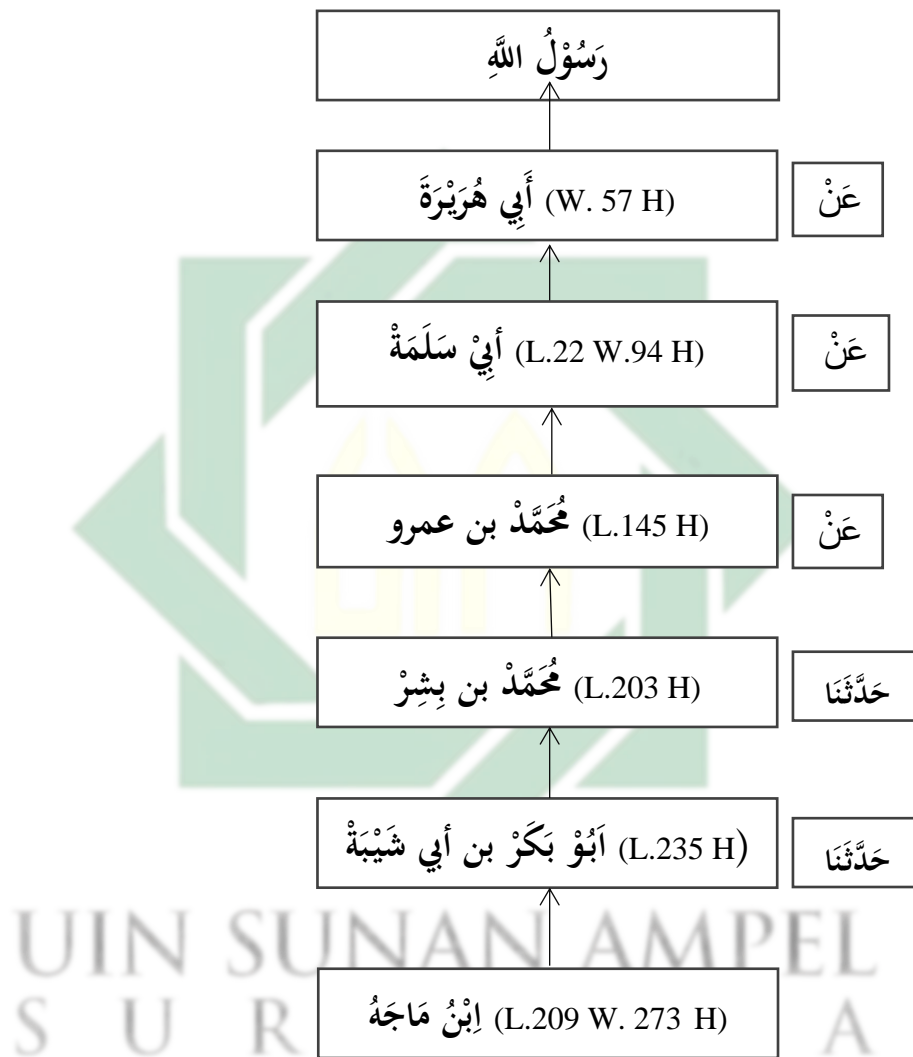 رَسُوْلُ اللَّهِ
أَبِي هُرَيْرَةَ (W. 57 H)
عَنْ
أَبِيْ سَلَمَةْ (L.22 W.94 H)
عَنْ
مُحَمَّدْ بن عمرو (L.145 H)
عَنْ
مُحَمَّدْ بن بِشِرْ (L.203 H)
حَدَّثَنَا
اَبُوْ بَكَرْ بن أبي شَيْبَةْ (L.235 H)
حَدَّثَنَا
اِبْنُ مَاجَهُ (L.209 W. 273 H)
UIN SUNAN AMPEL
S U R A